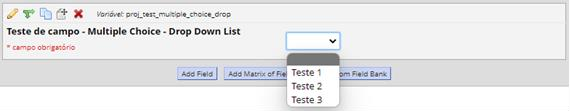 Variável: proj_test_multiple_choice_drop
Teste de campo - Multiple Choice - Drop Down List
* campo obrigatório
Add Field
Add Matrix of Fiel
om Field Bank
Teste 1
Teste 2
Teste 3